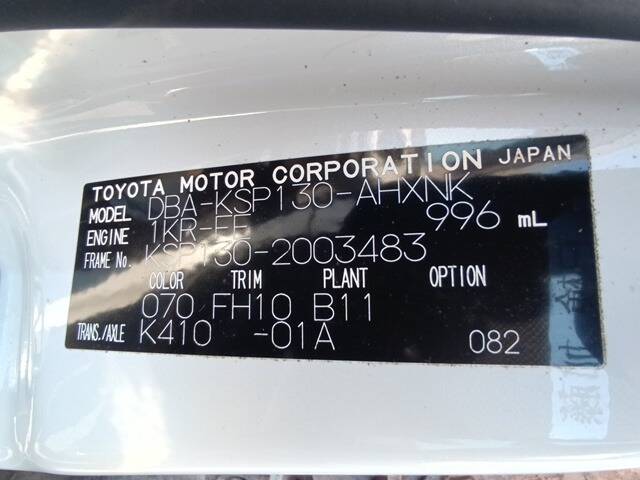 TOYOTA MOTOR CORPORATION JAPAN
MODEL DBA-KSP130-AHXNK
ENGINE 1KR-FE 996 mL
FRAME No. KSP130-2003483
COLOR TRIM PLANT OPTION
070 FH10 B11
TRANS./AXLE K410 -01A 082